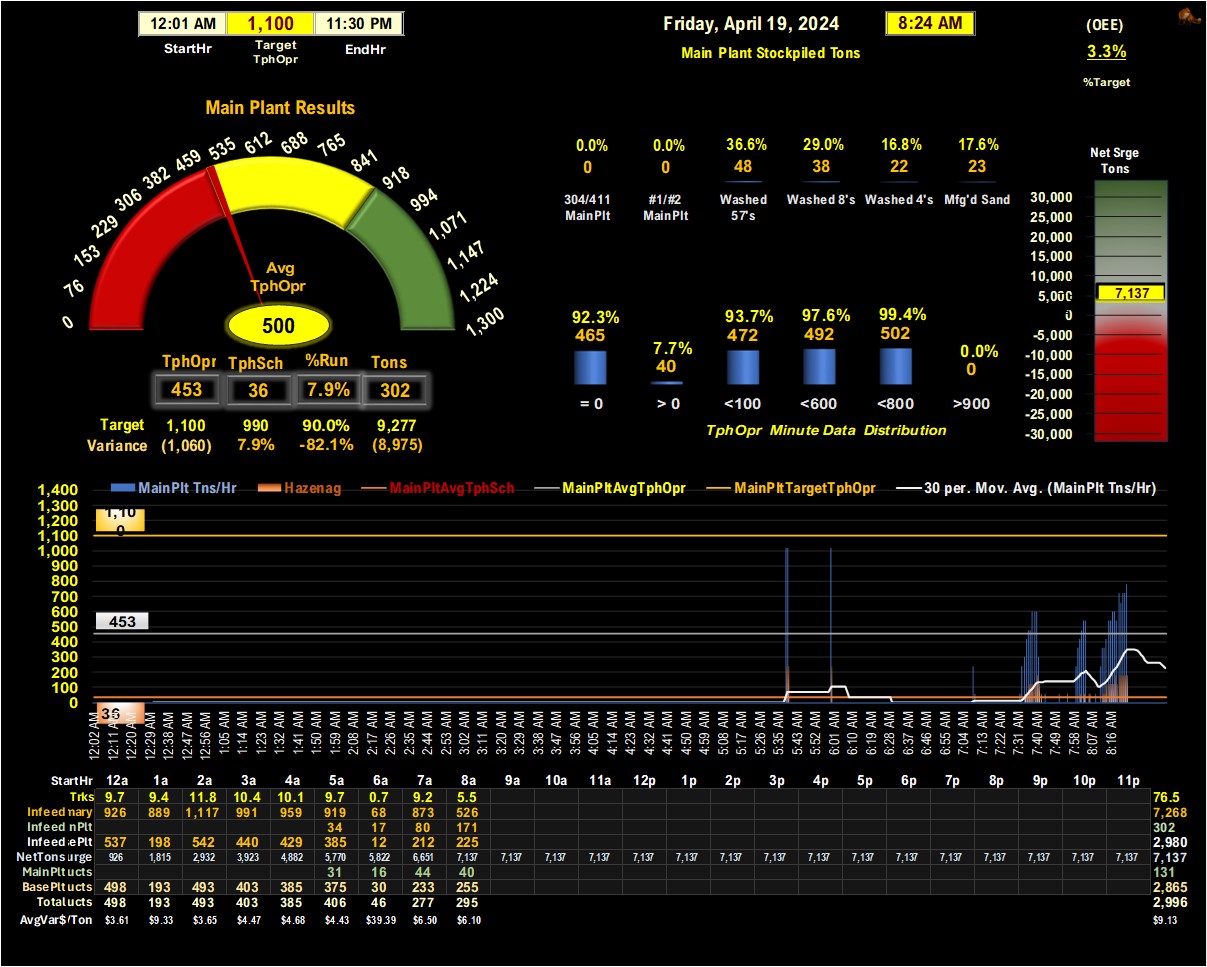 12:01 AM 1,100 11:30 PM
StartHr Target TphOpr EndHr
Friday, April 19, 2024 8:24 AM
Main Plant Stockpiled Tons
(OEE)
3.3%
%Target
Main Plant Results
0 76 153 229 306 382 459 535 612 688 765 841 918 994 1,071 1,147 1,224 1,300
Avg
TphOpr
500
TphOpr TphSch %Run Tons
453 36 7.9% 302
Target 1,100 990 90.0% 9,277
Variance (1,060) 7.9% -82.1% (8,975)
0.0% 0.0% 36.6% 29.0% 16.8% 17.6%
0 0 48 38 22 23
304/411 MainPlt #1/#2 MainPlt Washed 57's Washed 8's Washed 4's Mfg'd Sand
92.3% 7.7% 93.7% 97.6% 99.4% 0.0%
465 40 472 492 502 0
= 0 > 0 <100 <600 <800 >900
TphOpr Minute Data Distribution
Net Srge
Tons
30,000
25,000
20,000
15,000
10,000
5,000
7,137
0
-5,000
-10,000
-15,000
-20,000
-25,000
-30,000
MainPlt Tns/Hr Hazenag MainPltAvgTphSch MainPltAvgTphOpr MainPltTargetTphOpr 30 per. Mov. Avg. (MainPlt Tns/Hr)
1,400
1,300
1,200
1,100
1,000
900
800
700
600
500
400
300
200
100
0
1,100
453
36
12:02 AM 12:11 AM 12:20 AM 12:29 AM 12:38 AM 12:47 AM 12:56 AM 1:05 AM 1:14 AM 1:23 AM 1:32 AM 1:41 AM 1:50 AM 1:59 AM 2:08 AM 2:17 AM 2:26 AM 2:35 AM 2:44 AM 2:53 AM 3:02 AM 3:11 AM 3:20 AM 3:29 AM 3:38 AM 3:47 AM 3:56 AM 4:05 AM 4:14 AM 4:23 AM 4:32 AM 4:41 AM 4:50 AM 4:59 AM 5:08 AM 5:17 AM 5:26 AM 5:35 AM 5:43 AM 5:52 AM 6:01 AM 6:10 AM 6:19 AM 6:28 AM 6:37 AM 6:46 AM 6:55 AM 7:04 AM 7:13 AM 7:22 AM 7:31 AM 7:40 AM 7:49 AM 7:58 AM 8:07 AM 8:16 AM
StartHr 12a 1a 2a 3a 4a 5a 6a 7a 8a 9a 10a 11a 12p 1p 2p 3p 4p 5p 6p 7p 8p 9p 10p 11p
Trks 9.7 9.4 11.8 10.4 10.1 9.7 0.7 9.2 5.5 76.5
Infeed mary 926 889 1,117 991 959 919 68 873 526 7,268
Infeed nPlt 34 17 80 171 302
Infeed ePlt 537 198 542 440 429 385 12 212 225 2,980
NetTons urge 926 1,815 2,932 3,923 4,882 5,770 5,822 6,651 7,137 7,137 7,137 7,137 7,137 7,137 7,137 7,137 7,137 7,137 7,137 7,137 7,137 7,137 7,137 7,137 7,137
MainPlt ucts 31 16 44 40 131
BasePlt ucts 498 193 493 403 385 375 30 233 255 2,865
Total ucts 498 193 493 403 385 406 46 277 295 2,996
AvgVar$/Ton $3.61 $9.33 $3.65 $4.47 $4.68 $4.43 $39.39 $6.50 $6.10 $9.13